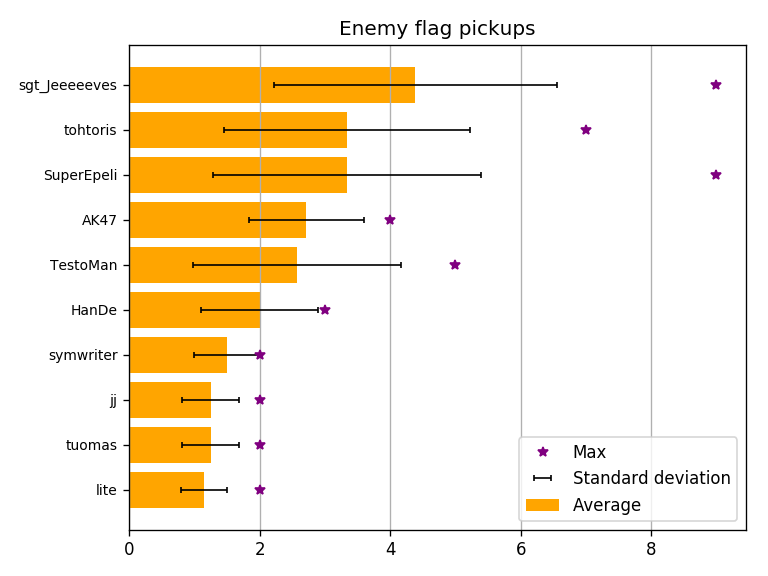 Enemy flag pickups
sgt_Jeeeeeves
tohtoris
SuperEpeli
AK47
TestoMan
HanDe
symwriter
jj
tuomas
lite
Max
Standard deviation
Average
0 2 4 6 8